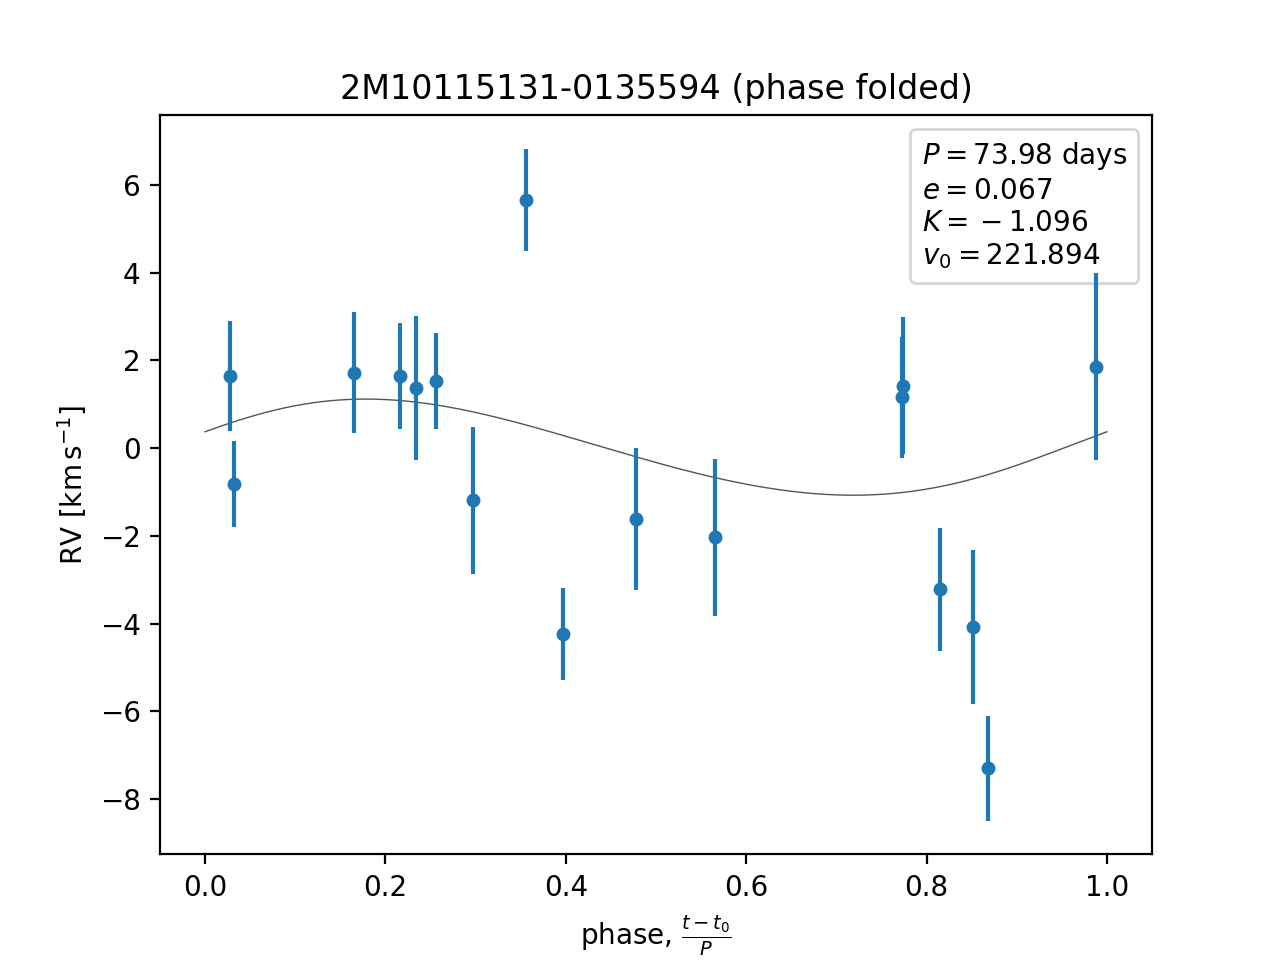 2M10115131-0135594 (phase folded)
P = 73.98 days
e = 0.067
K = −1.096
v₀ = 221.894
6
4
2
0
−2
−4
−6
−8
RV [km s⁻¹]
0.0 0.2 0.4 0.6 0.8 1.0
phase, (t − t₀)/P